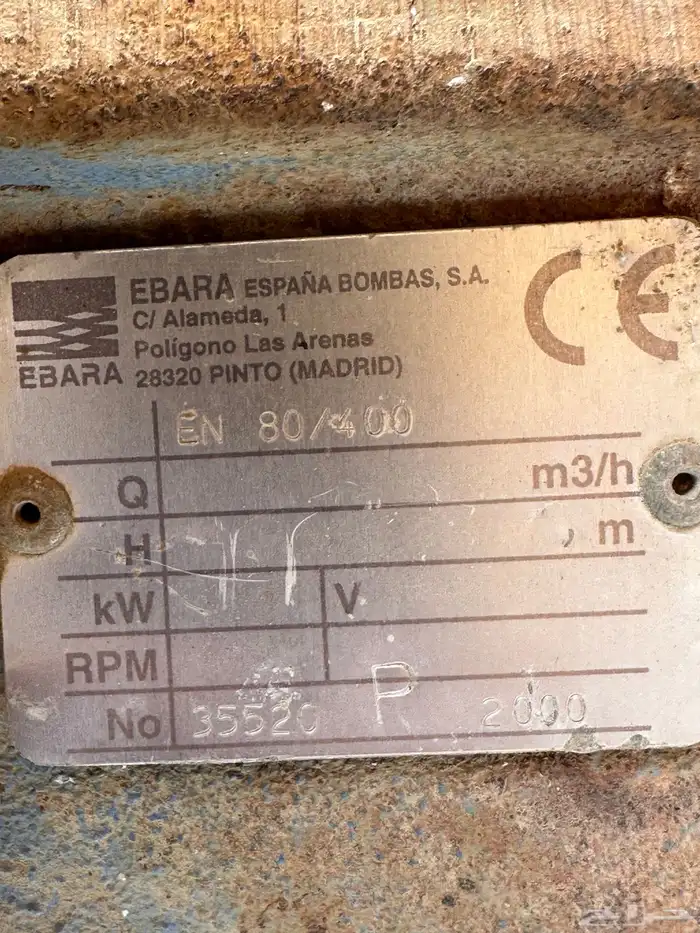 EBARA ESPAÑA BOMBAS, S.A.
C/ Alameda, 1
Polígono Las Arenas
EBARA 28320 PINTO (MADRID)
CE
EN 80/400
Q m3/h
H , m
kW V
RPM
No 35520 R 2000
حراج